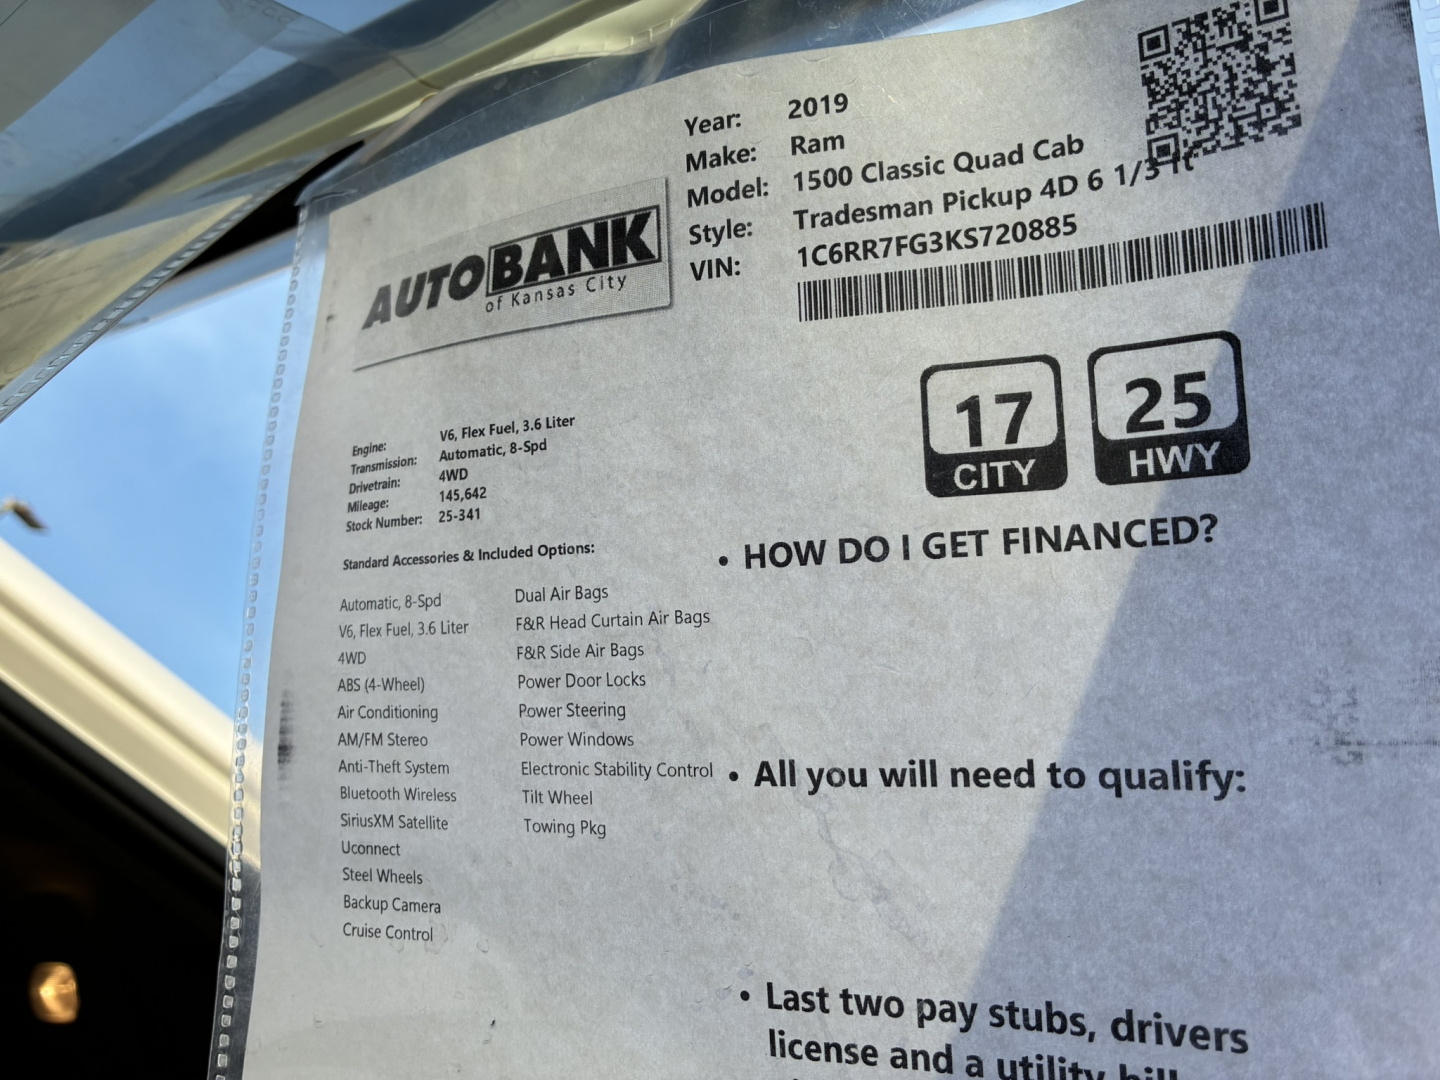 Year: 2019
Make: Ram
Model: 1500 Classic Quad Cab
Style: Tradesman Pickup 4D 6 1/3 ft
VIN: 1C6RR7FG3KS720885
AUTOBANK
of Kansas City
17
CITY
25
HWY
Engine: V6, Flex Fuel, 3.6 Liter
Transmission: Automatic, 8-Spd
Drivetrain: 4WD
Mileage: 145,642
Stock Number: 25-341
Standard Accessories & Included Options:
Automatic, 8-Spd
V6, Flex Fuel, 3.6 Liter
4WD
ABS (4-Wheel)
Air Conditioning
AM/FM Stereo
Anti-Theft System
Bluetooth Wireless
SiriusXM Satellite
Uconnect
Steel Wheels
Backup Camera
Cruise Control
Dual Air Bags
F&R Head Curtain Air Bags
F&R Side Air Bags
Power Door Locks
Power Steering
Power Windows
Electronic Stability Control
Tilt Wheel
Towing Pkg
• HOW DO I GET FINANCED?
• All you will need to qualify:
• Last two pay stubs, drivers
license and a utility bill